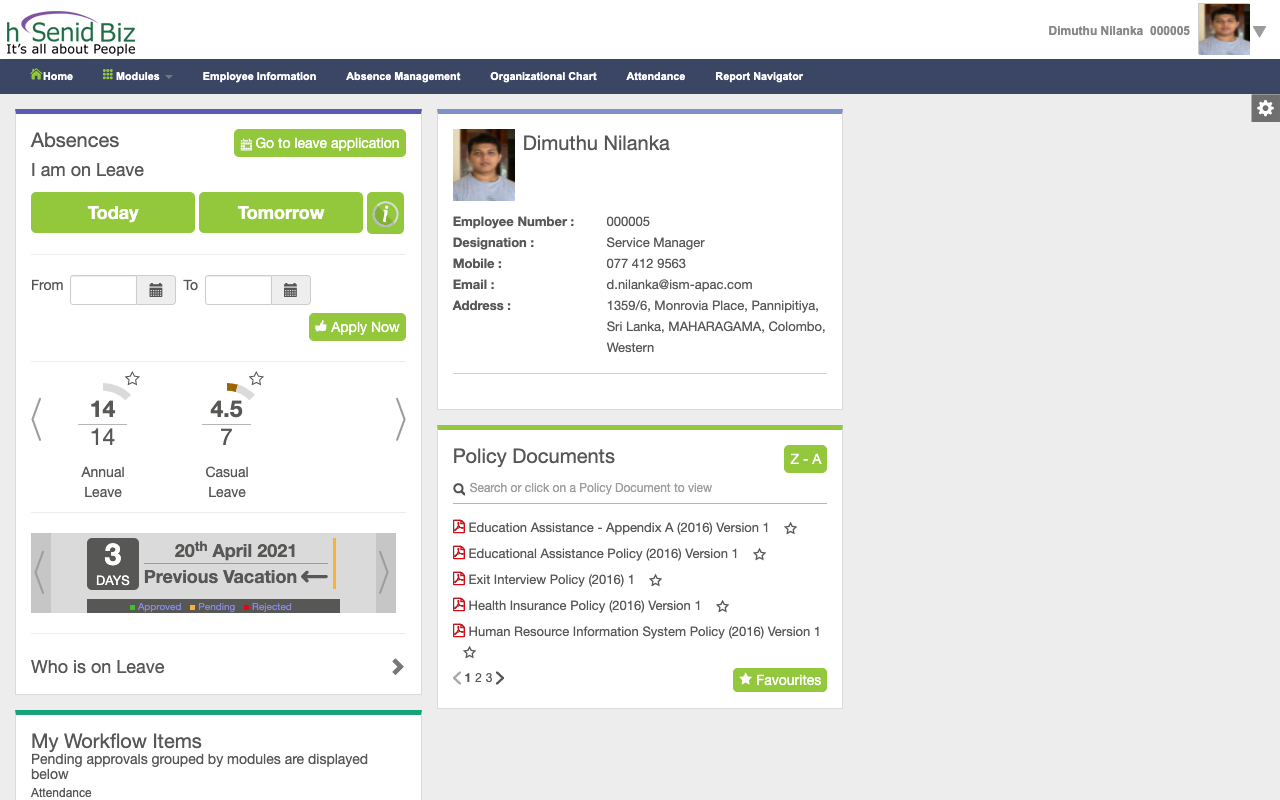 h Senid Biz
It's all about People
Dimuthu Nilanka 000005
Home Modules Employee Information Absence Management Organizational Chart Attendance Report Navigator
Absences
Go to leave application
I am on Leave
Today Tomorrow i
From To
Apply Now
14
14
Annual
Leave
4.5
7
Casual
Leave
3
DAYS
20th April 2021
Previous Vacation
Approved Pending Rejected
Who is on Leave
My Workflow Items
Pending approvals grouped by modules are displayed
below
Attendance
Dimuthu Nilanka
Employee Number : 000005
Designation : Service Manager
Mobile : 077 412 9563
Email : d.nilanka@ism-apac.com
Address : 1359/6, Monrovia Place, Pannipitiya,
Sri Lanka, MAHARAGAMA, Colombo,
Western
Policy Documents
Z - A
Search or click on a Policy Document to view
Education Assistance - Appendix A (2016) Version 1
Educational Assistance Policy (2016) Version 1
Exit Interview Policy (2016) 1
Health Insurance Policy (2016) Version 1
Human Resource Information System Policy (2016) Version 1
1 2 3
Favourites